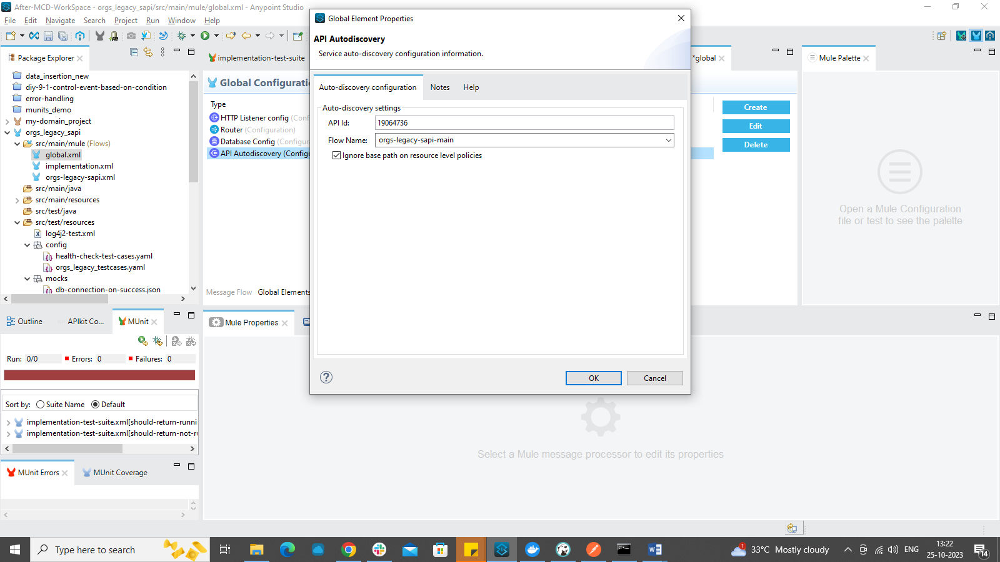 After-MCD-WorkSpace - orgs_legacy_sapi/src/main/mule/global.xml - Anypoint Studio
File Edit Navigate Search Project Run Window Help
Package Explorer
data_insertion_new
diy-9-1-control-event-based-on-condition
error-handling
munits_demo
my-domain_project
orgs_legacy_sapi
src/main/mule (Flows)
global.xml
implementation.xml
orgs-legacy-sapi.xml
src/main/java
src/main/resources
src/test/java
src/test/resources
log4j2-test.xml
config
health-check-test-cases.yaml
orgs_legacy_testcases.yaml
mocks
db-connection-on-success.json
implementation-test-suite
*global
Global Configurati
Type
HTTP Listener config (Conf
Router (Configuration)
Database Config (Configura
API Autodiscovery (Configu
Create
Edit
Delete
Message Flow Global Elements
Global Element Properties
API Autodiscovery
Service auto-discovery configuration information.
Auto-discovery configuration Notes Help
Auto-discovery settings
API Id: 19064736
Flow Name: orgs-legacy-sapi-main
Ignore base path on resource level policies
? OK Cancel
Mule Palette
Open a Mule Configuration
file or test to see the palette
Outline APIkit Co... MUnit
Run: 0/0 Errors: 0 Failures: 0
Sort by: Suite Name Default
implementation-test-suite.xml[should-return-runni
implementation-test-suite.xml[should-return-not-ru
MUnit Errors MUnit Coverage
Mule Properties
Select a Mule message processor to edit its properties
Type here to search
1 33°C Mostly cloudy ENG
13:22
25-10-2023
14